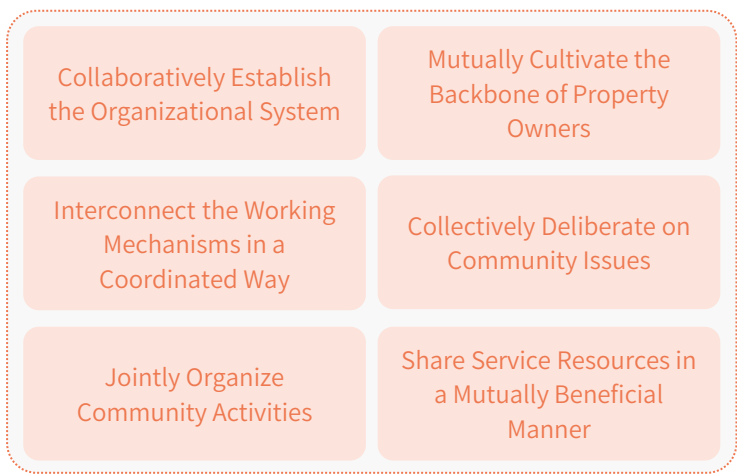 Collaboratively Establish
the Organizational System
Mutually Cultivate the
Backbone of Property
Owners
Interconnect the Working
Mechanisms in a
Coordinated Way
Collectively Deliberate on
Community Issues
Jointly Organize
Community Activities
Share Service Resources in
a Mutually Beneficial
Manner